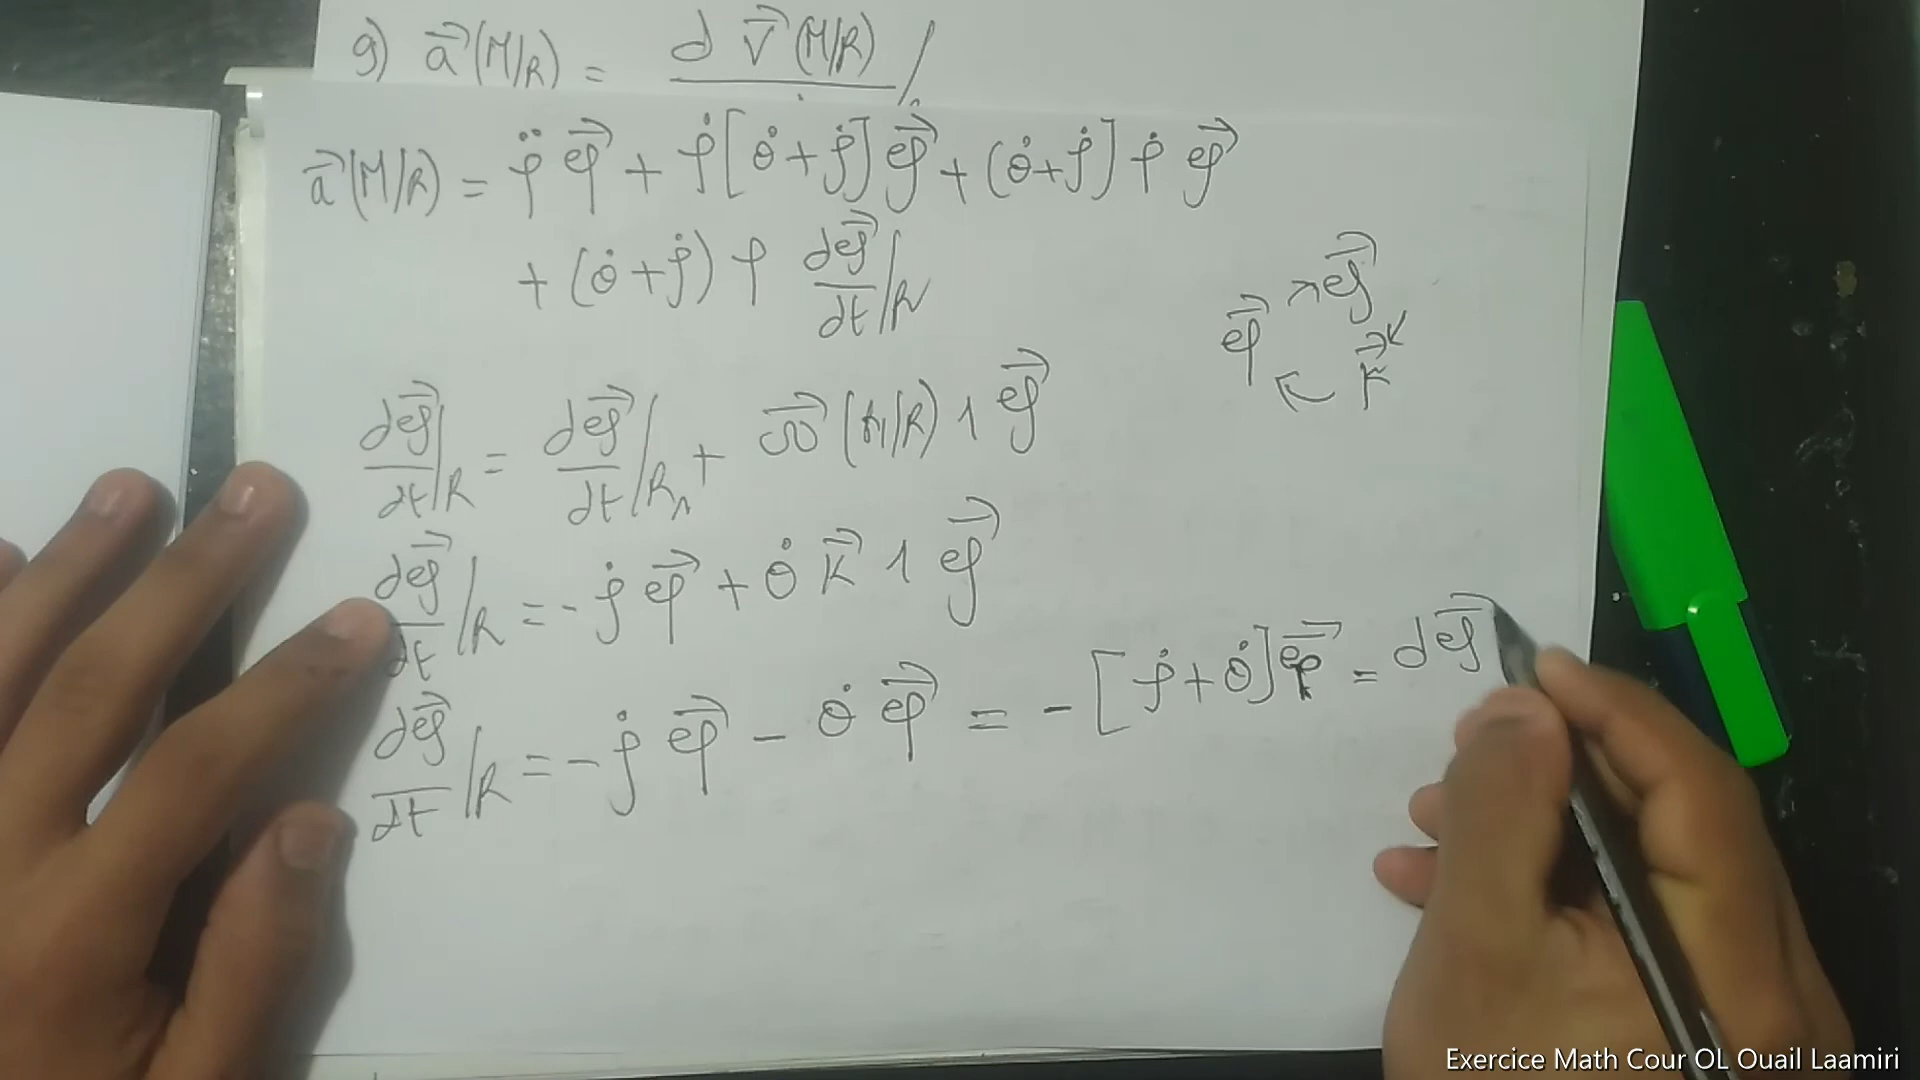 9) a⃗(M/R) = d V⃗(M/R) /
a⃗(M/R) = ρ̈ e⃗ρ + ρ̇[θ̇ + φ̇] e⃗φ + (θ̇ + φ̇] ρ̇ e⃗φ
+ (θ̇ + φ̇) ρ de⃗φ/dt /R
e⃗ρ → e⃗φ
k⃗
de⃗φ/dt /R = de⃗φ/dt /R₁ + ω⃗(R₁/R) ∧ e⃗φ
de⃗φ/dt /R = - φ̇ e⃗ρ + θ̇ k⃗ ∧ e⃗φ
de⃗φ/dt /R = - φ̇ e⃗ρ - θ̇ e⃗ρ = - [φ̇ + θ̇] e⃗ρ = de⃗φ
Exercice Math Cour OL Ouail Laamiri